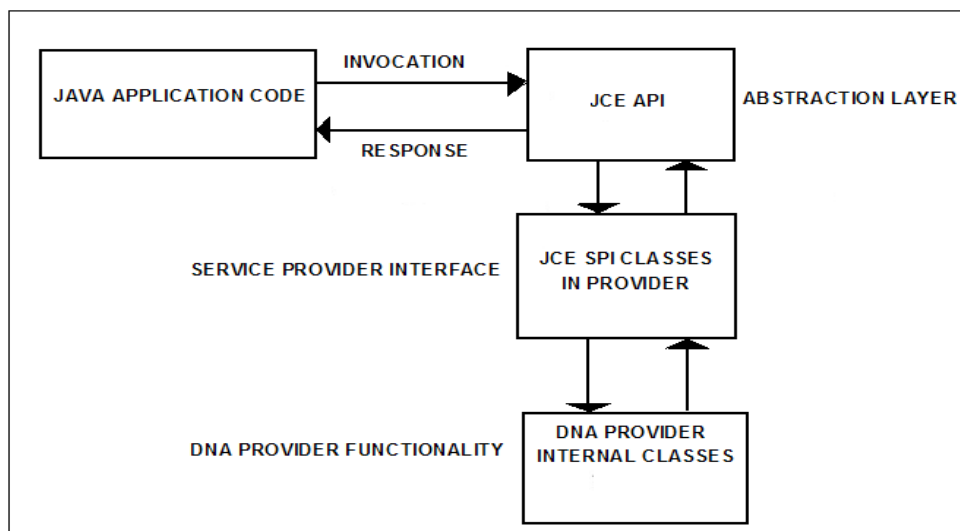 INVOCATION
JAVA APPLICATION CODE
JCE API
ABSTRACTION LAYER
RESPONSE
SERVICE PROVIDER INTERFACE
JCE SPI CLASSES
IN PROVIDER
DNA PROVIDER FUNCTIONALITY
DNA PROVIDER
INTERNAL CLASSES